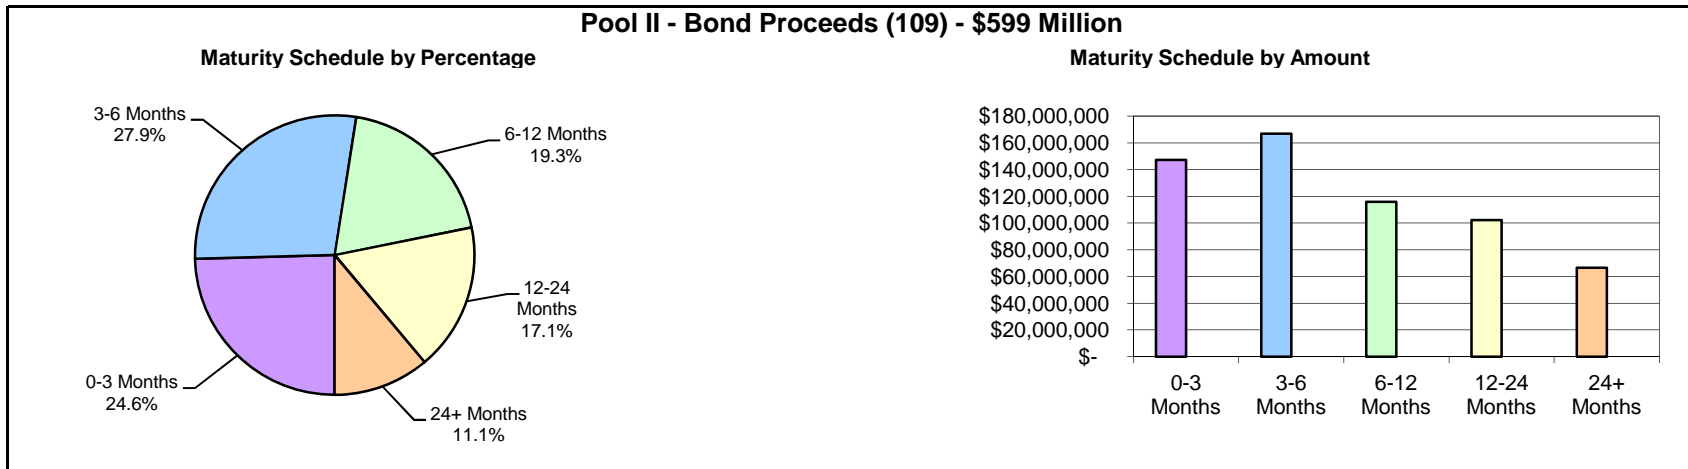 Pool II - Bond Proceeds (109) - $599 Million
Maturity Schedule by Percentage
3-6 Months
27.9%
6-12 Months
19.3%
12-24
Months
17.1%
0-3 Months
24.6%
24+ Months
11.1%
Maturity Schedule by Amount
$180,000,000
$160,000,000
$140,000,000
$120,000,000
$100,000,000
$80,000,000
$60,000,000
$40,000,000
$20,000,000
$-
0-3
Months
3-6
Months
6-12
Months
12-24
Months
24+
Months